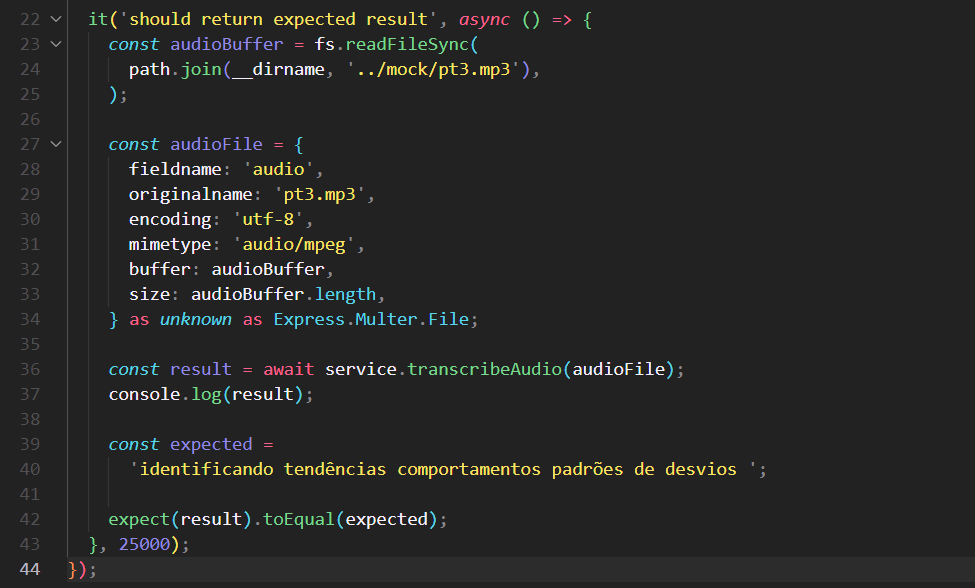 22 it('should return expected result', async () => {
23 const audioBuffer = fs.readFileSync(
24 path.join(__dirname, '../mock/pt3.mp3'),
25 );
26
27 const audioFile = {
28 fieldname: 'audio',
29 originalname: 'pt3.mp3',
30 encoding: 'utf-8',
31 mimetype: 'audio/mpeg',
32 buffer: audioBuffer,
33 size: audioBuffer.length,
34 } as unknown as Express.Multer.File;
35
36 const result = await service.transcribeAudio(audioFile);
37 console.log(result);
38
39 const expected =
40 'identificando tendências comportamentos padrões de desvios ';
41
42 expect(result).toEqual(expected);
43 }, 25000);
44 });